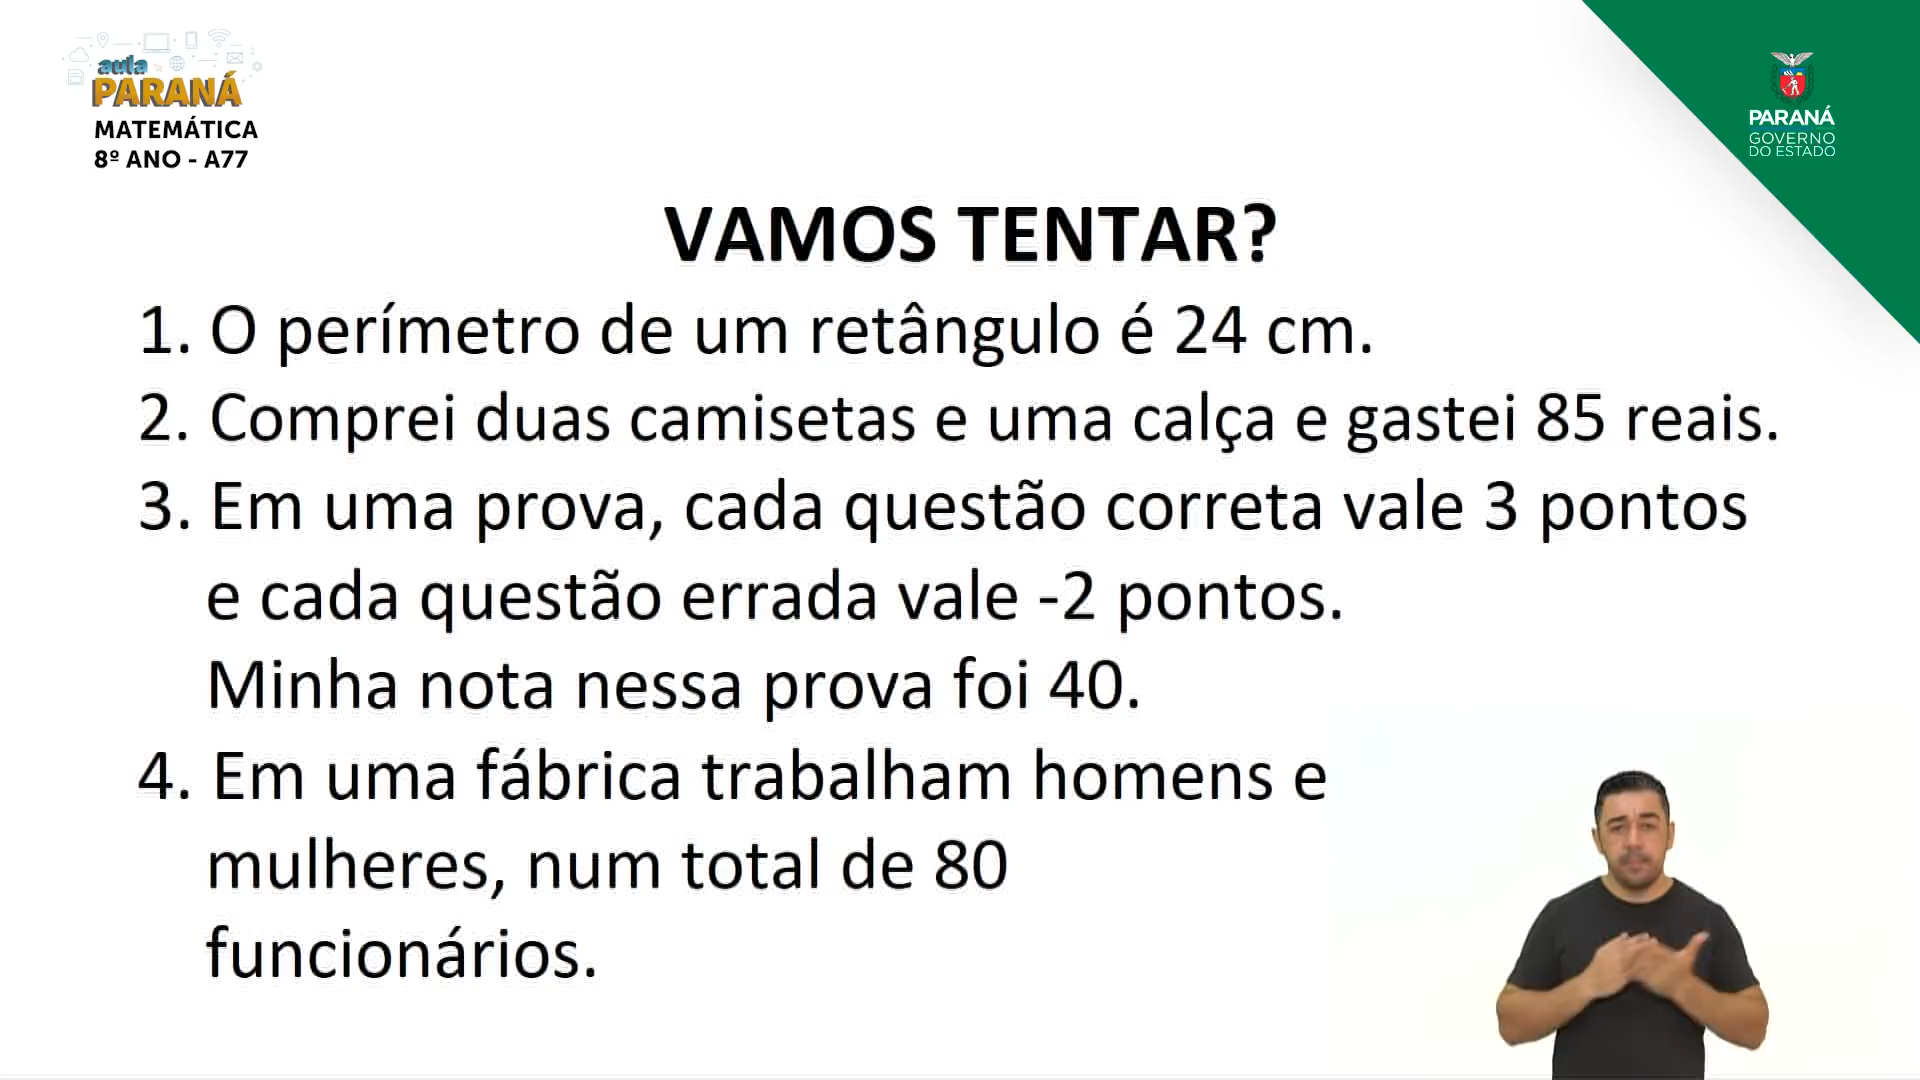 aula
PARANÁ
MATEMÁTICA
8º ANO - A77
PARANÁ
GOVERNO
DO ESTADO
VAMOS TENTAR?
1. O perímetro de um retângulo é 24 cm.
2. Comprei duas camisetas e uma calça e gastei 85 reais.
3. Em uma prova, cada questão correta vale 3 pontos
e cada questão errada vale -2 pontos.
Minha nota nessa prova foi 40.
4. Em uma fábrica trabalham homens e
mulheres, num total de 80
funcionários.